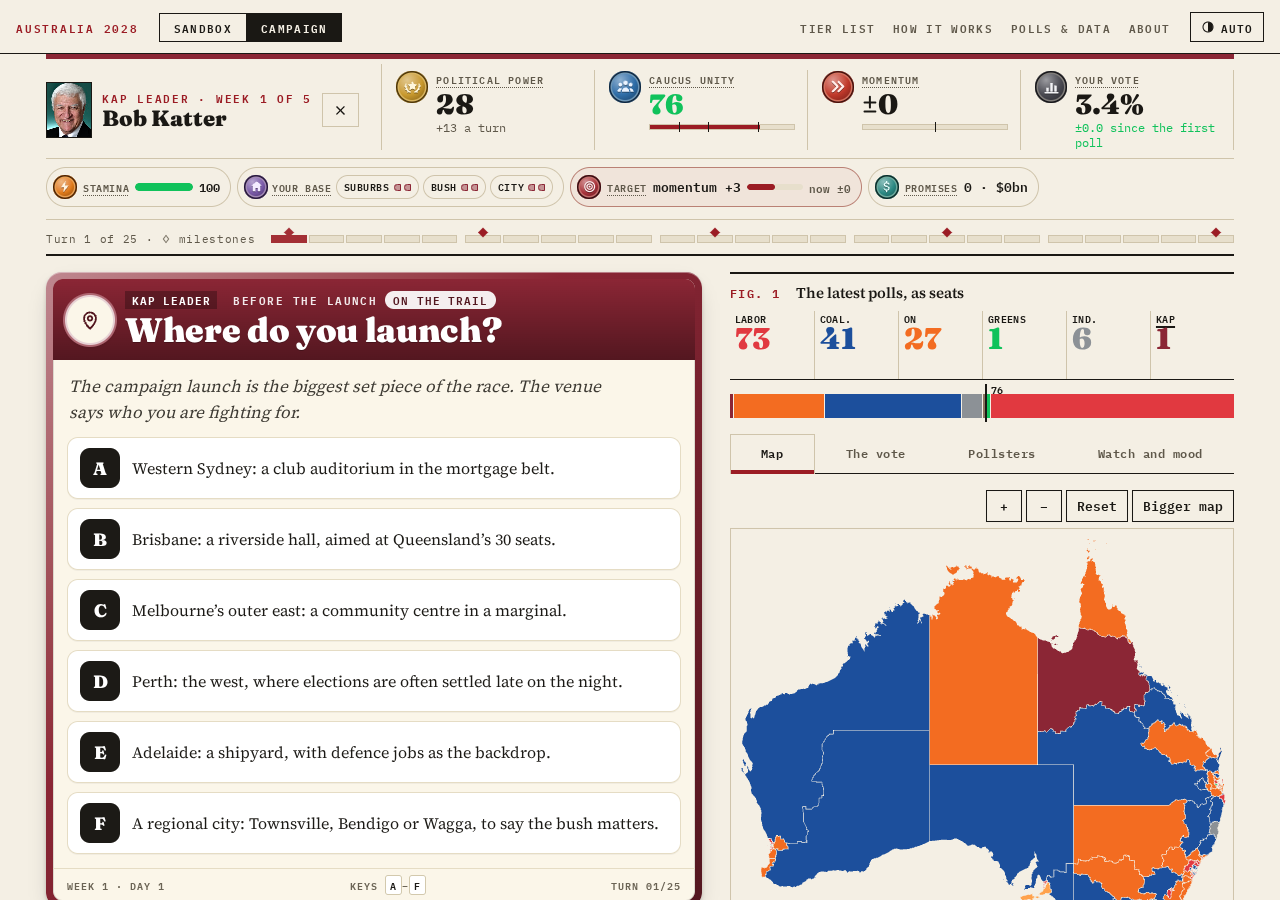 AUSTRALIA 2028 SANDBOX CAMPAIGN TIER LIST HOW IT WORKS POLLS & DATA ABOUT AUTO
KAP LEADER · WEEK 1 OF 5
Bob Katter
×
POLITICAL POWER
28
+13 a turn
CAUCUS UNITY
76
MOMENTUM
±0
YOUR VOTE
3.4%
±0.0 since the first
poll
STAMINA 100
YOUR BASE SUBURBS BUSH CITY
TARGET momentum +3 now ±0
PROMISES 0 · $0bn
Turn 1 of 25 · ◊ milestones
KAP LEADER BEFORE THE LAUNCH ON THE TRAIL
Where do you launch?
The campaign launch is the biggest set piece of the race. The venue
says who you are fighting for.
A Western Sydney: a club auditorium in the mortgage belt.
B Brisbane: a riverside hall, aimed at Queensland’s 30 seats.
C Melbourne’s outer east: a community centre in a marginal.
D Perth: the west, where elections are often settled late on the night.
E Adelaide: a shipyard, with defence jobs as the backdrop.
F A regional city: Townsville, Bendigo or Wagga, to say the bush matters.
WEEK 1 · DAY 1 KEYS A–F TURN 01/25
FIG. 1 The latest polls, as seats
LABOR COAL. ON GREENS IND. KAP
73 41 27 1 6 1
76
Map The vote Pollsters Watch and mood
+ − Reset Bigger map